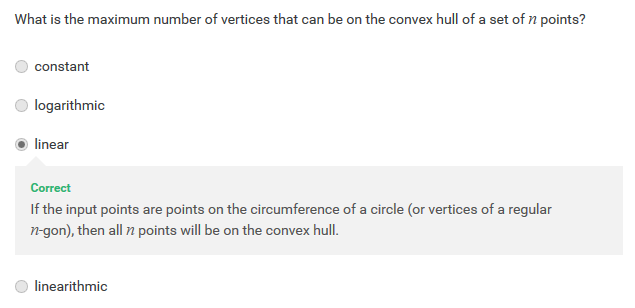 What is the maximum number of vertices that can be on the convex hull of a set of n points?
constant
logarithmic
linear
Correct
If the input points are points on the circumference of a circle (or vertices of a regular
n-gon), then all n points will be on the convex hull.
linearithmic